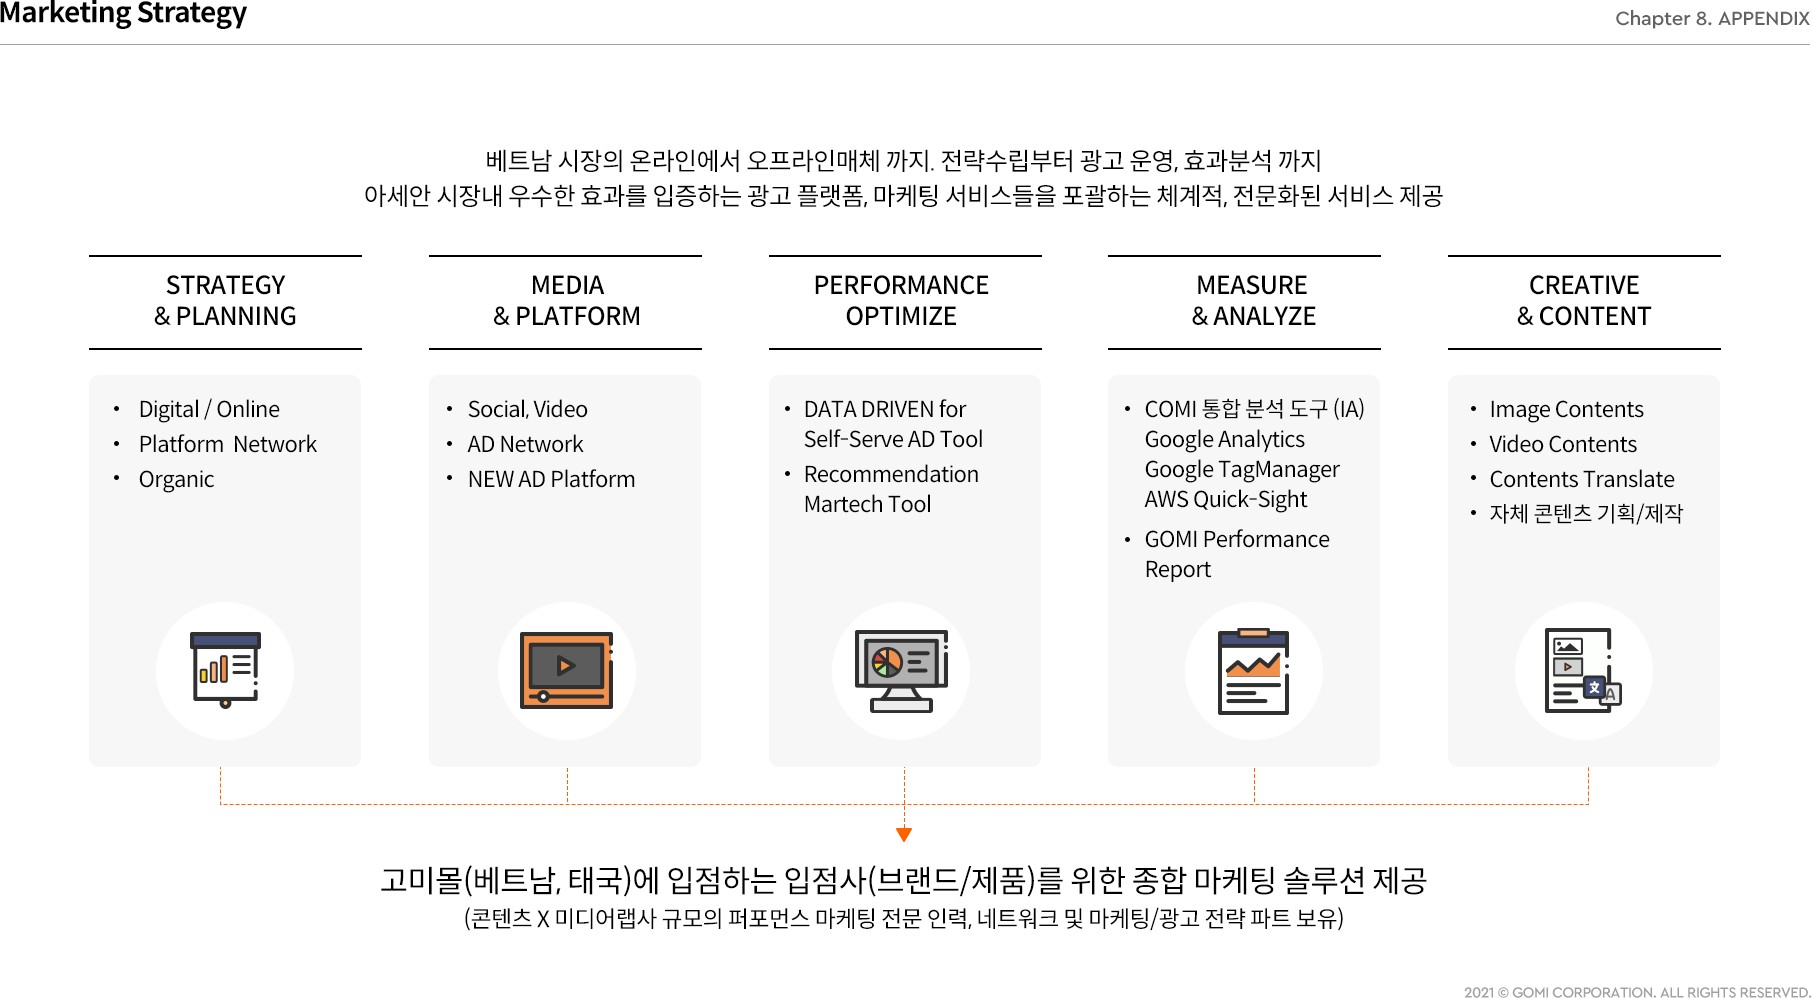 Marketing Strategy
Chapter 8. APPENDIX
베트남 시장의 온라인에서 오프라인매체 까지. 전략수립부터 광고 운영, 효과분석 까지
아세안 시장내 우수한 효과를 입증하는 광고 플랫폼, 마케팅 서비스들을 포괄하는 체계적, 전문화된 서비스 제공
STRATEGY
& PLANNING
• Digital / Online
• Platform Network
• Organic
MEDIA
& PLATFORM
• Social, Video
• AD Network
• NEW AD Platform
PERFORMANCE
OPTIMIZE
• DATA DRIVEN for
Self-Serve AD Tool
• Recommendation
Martech Tool
MEASURE
& ANALYZE
• COMI 통합 분석 도구 (IA)
Google Analytics
Google TagManager
AWS Quick-Sight
• GOMI Performance
Report
CREATIVE
& CONTENT
• Image Contents
• Video Contents
• Contents Translate
• 자체 콘텐츠 기획/제작
文
A
고미몰(베트남, 태국)에 입점하는 입점사(브랜드/제품)를 위한 종합 마케팅 솔루션 제공
(콘텐츠 X 미디어랩사 규모의 퍼포먼스 마케팅 전문 인력, 네트워크 및 마케팅/광고 전략 파트 보유)
2021 © GOMI CORPORATION. ALL RIGHTS RESERVED.